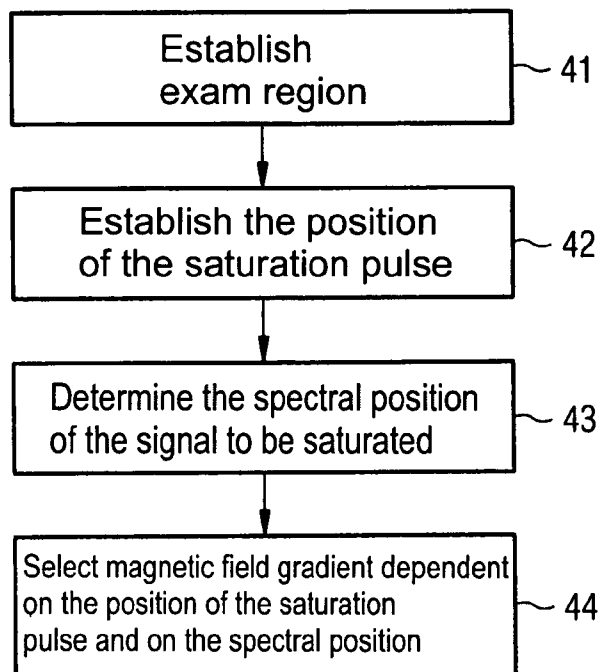 Establish
exam region
41
Establish the position
of the saturation pulse
42
Determine the spectral position
of the signal to be saturated
43
Select magnetic field gradient dependent
on the position of the saturation
pulse and on the spectral position
44